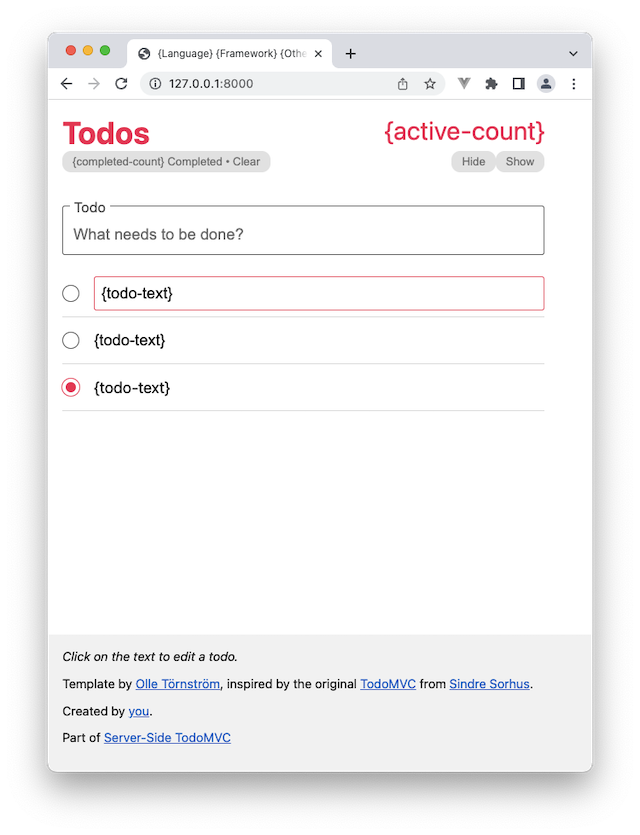 {Language} {Framework} {Othe
127.0.0.1:8000
Todos
{active-count}
{completed-count} Completed • Clear
Hide
Show
Todo
What needs to be done?
{todo-text}
{todo-text}
{todo-text}
Click on the text to edit a todo.
Template by Olle Törnström, inspired by the original TodoMVC from Sindre Sorhus.
Created by you.
Part of Server-Side TodoMVC